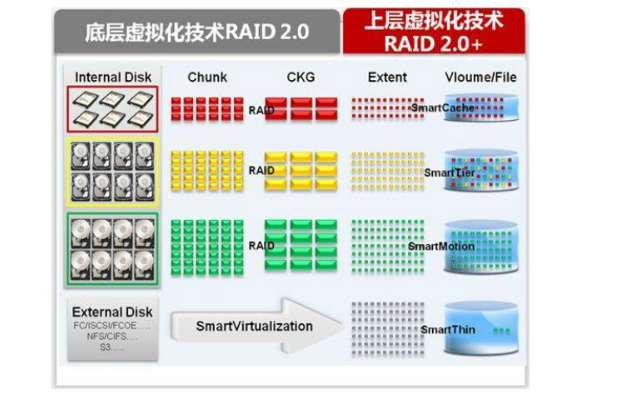 底层虚拟化技术RAID 2.0
上层虚拟化技术
RAID 2.0+
Internal Disk
Chunk
CKG
Extent
Vloume/File
RAID
SmartCache
RAID
SmartTier
RAID
SmartMotion
External Disk
FC/ISCSI/FCOE.....
NFS/CIFS....
S3.....
SmartVirtualization
SmartThin